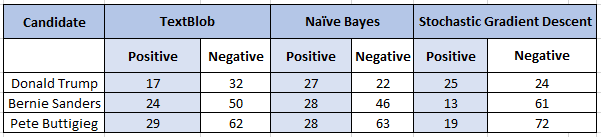 Candidate TextBlob Naïve Bayes Stochastic Gradient Descent
Positive Negative Positive Negative Positive Negative
Donald Trump 17 32 27 22 25 24
Bernie Sanders 24 50 28 46 13 61
Pete Buttigieg 29 62 28 63 19 72